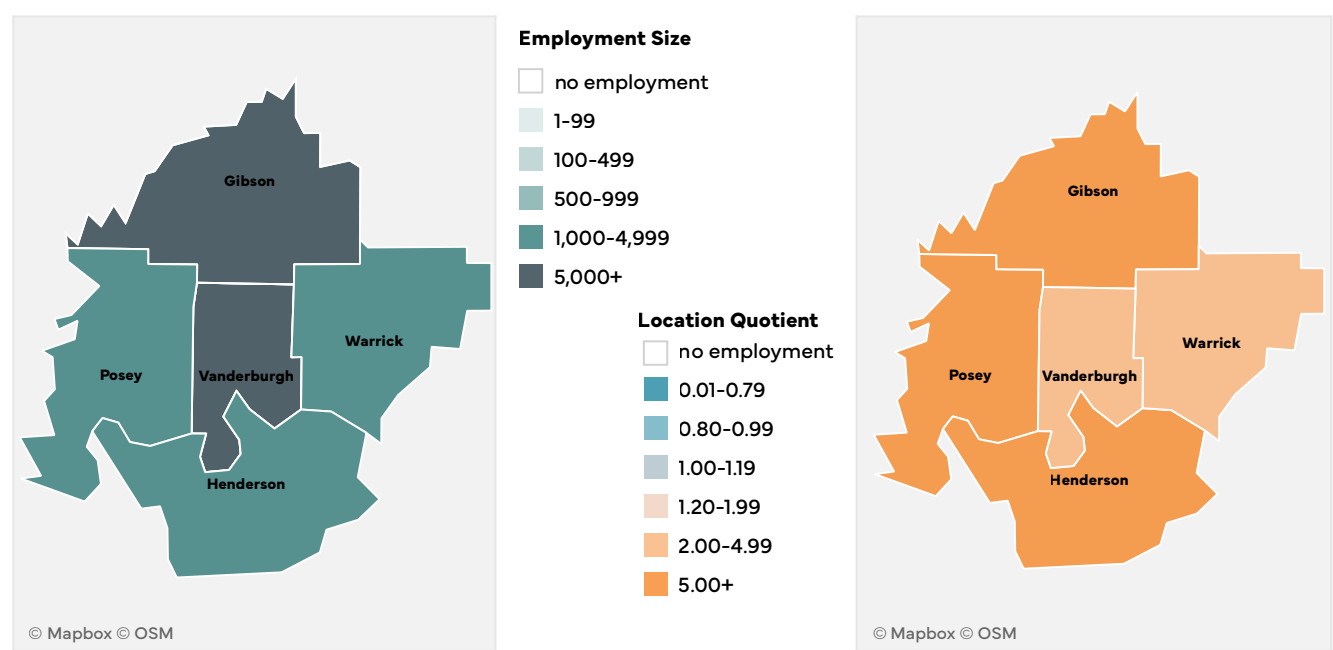 Gibson
Posey
Vanderburgh
Warrick
Henderson
© Mapbox © OSM
Employment Size
no employment
1-99
100-499
500-999
1,000-4,999
5,000+
Location Quotient
no employment
0.01-0.79
0.80-0.99
1.00-1.19
1.20-1.99
2.00-4.99
5.00+
Gibson
Posey
Vanderburgh
Warrick
Henderson
© Mapbox © OSM